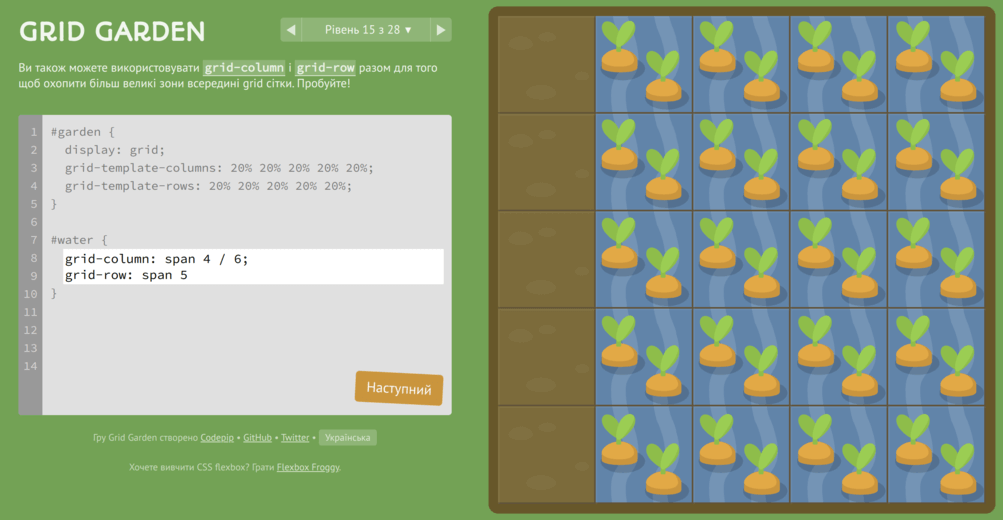 GRID GARDEN
◀ Рівень 15 з 28 ▼ ▶
Ви також можете використовувати grid-column і grid-row разом для того
щоб охопити більш великі зони всередині grid сітки. Пробуйте!
1 #garden {
2 display: grid;
3 grid-template-columns: 20% 20% 20% 20% 20%;
4 grid-template-rows: 20% 20% 20% 20% 20%;
5 }
6
7 #water {
8 grid-column: span 4 / 6;
9 grid-row: span 5
10 }
11
12
13
14
Наступний
Гру Grid Garden створено Codepip • GitHub • Twitter • Українська
Хочете вивчити CSS flexbox? Грати Flexbox Froggy.